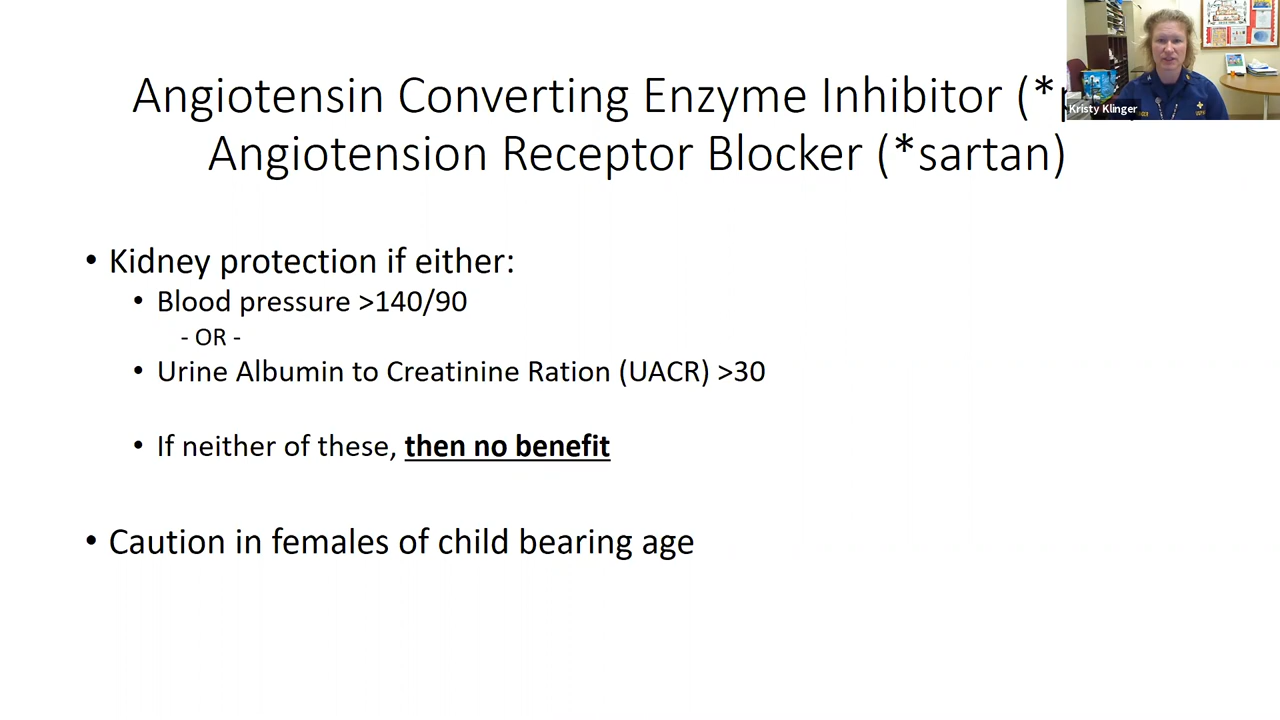 Angiotensin Converting Enzyme Inhibitor (*
Angiotension Receptor Blocker (*sartan)
Kristy Klinger
• Kidney protection if either:
• Blood pressure >140/90
- OR -
• Urine Albumin to Creatinine Ration (UACR) >30
• If neither of these, then no benefit
• Caution in females of child bearing age